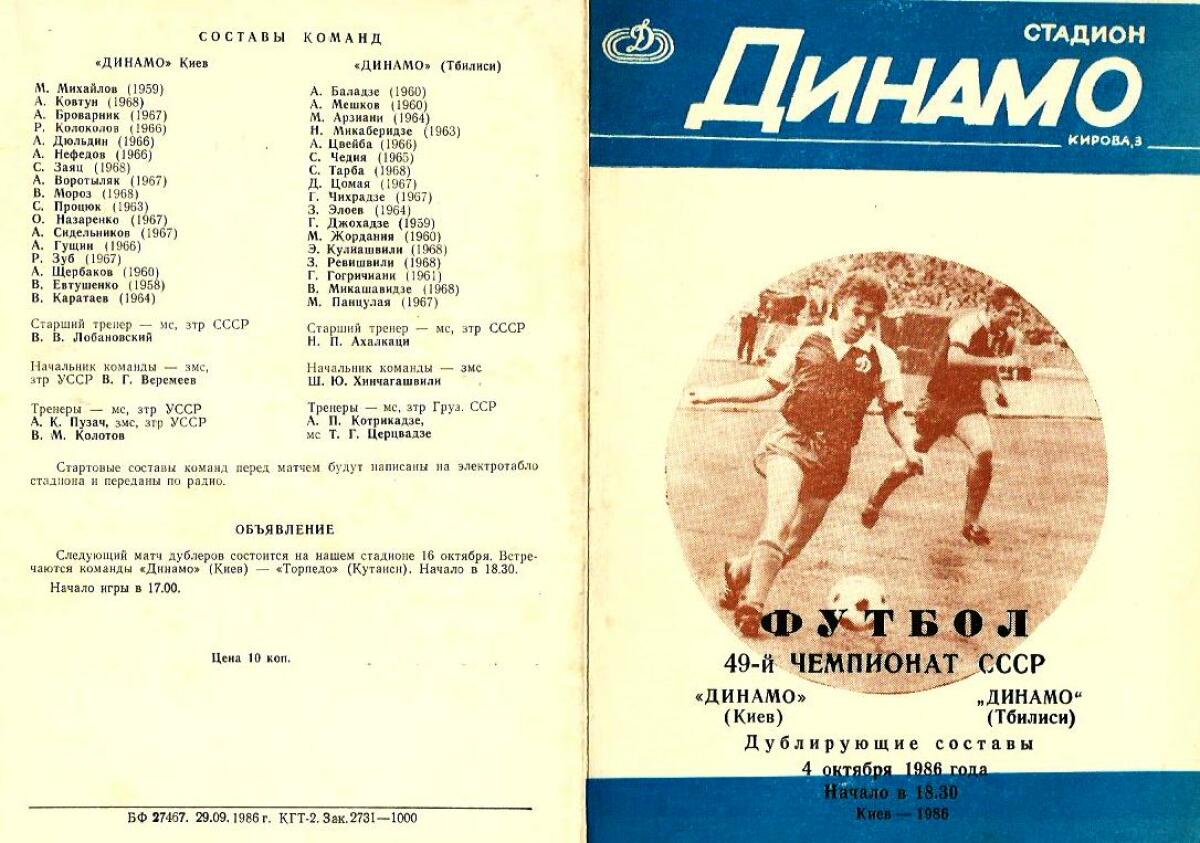 СОСТАВЫ КОМАНД
«ДИНАМО» Киев
М. Михайлов (1959)
А. Ковтун (1968)
А. Броварник (1967)
Р. Колоколов (1966)
А. Дюльдин (1966)
А. Нефедов (1966)
С. Заяц (1968)
А. Воротыляк (1967)
В. Мороз (1968)
С. Процюк (1963)
О. Назаренко (1967)
А. Сидельников (1967)
А. Гущин (1966)
Р. Зуб (1967)
А. Щербаков (1960)
В. Евтушенко (1958)
В. Каратаев (1964)
Старший тренер — мс, зтр СССР
В. В. Лобановский
Начальник команды — змс,
зтр УССР В. Г. Веремеев
Тренеры — мс, зтр УССР
А. К. Пузач, змс, зтр УССР
В. М. Колотов
«ДИНАМО» (Тбилиси)
А. Баладзе (1960)
А. Мешков (1960)
М. Арзиани (1964)
Н. Микаберидзе (1963)
А. Цвейба (1966)
С. Чедия (1965)
С. Тарба (1968)
Д. Цомая (1967)
Г. Чихрадзе (1967)
З. Элоев (1964)
Г. Джохадзе (1959)
М. Жордания (1960)
Э. Кулиашвили (1968)
З. Ревишвили (1968)
Г. Гогричиани (1961)
В. Микашавидзе (1968)
М. Панцулая (1967)
Старший тренер — мс, зтр СССР
Н. П. Ахалкаци
Начальник команды — змс
Ш. Ю. Хинчагашвили
Тренеры — мс, зтр Груз. ССР
А. П. Котрикадзе,
мс Т. Г. Церцвадзе
Стартовые составы команд перед матчем будут написаны на электротабло
стадиона и переданы по радио.
ОБЪЯВЛЕНИЕ
Следующий матч дублеров состоится на нашем стадионе 16 октября. Встре-
чаются команды «Динамо» (Киев) — «Торпедо» (Кутаиси). Начало в 18.30.
Начало игры в 17.00.
Цена 10 коп.
БФ 27467. 29.09.1986 г. КГТ-2. Зак. 2731—1000
Д
СТАДИОН
ДИНАМО
КИРОВА,3
Д
ФУТБОЛ
49-й ЧЕМПИОНАТ СССР
«ДИНАМО» „ДИНАМО“
(Киев) (Тбилиси)
Дублирующие составы
4 октября 1986 года
Начало в 18.30
Киев — 1986